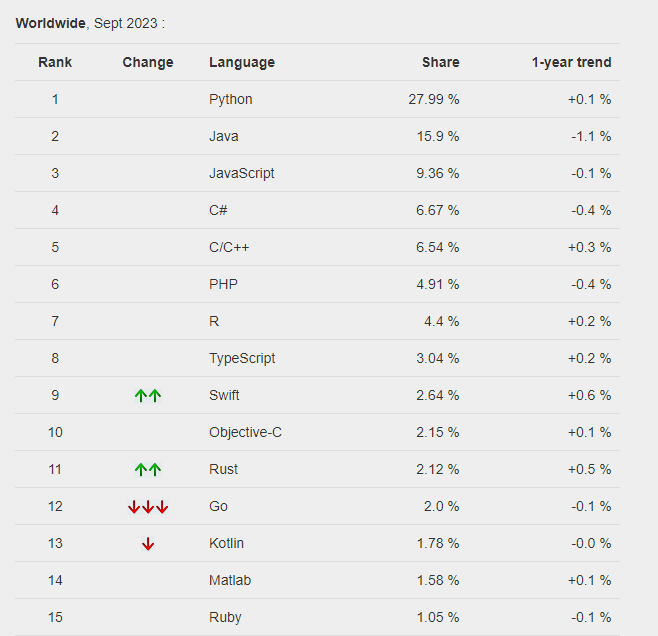 Worldwide, Sept 2023 :
Rank Change Language Share 1-year trend
1 Python 27.99 % +0.1 %
2 Java 15.9 % -1.1 %
3 JavaScript 9.36 % -0.1 %
4 C# 6.67 % -0.4 %
5 C/C++ 6.54 % +0.3 %
6 PHP 4.91 % -0.4 %
7 R 4.4 % +0.2 %
8 TypeScript 3.04 % +0.2 %
9 ↑↑ Swift 2.64 % +0.6 %
10 Objective-C 2.15 % +0.1 %
11 ↑↑ Rust 2.12 % +0.5 %
12 ↓↓↓ Go 2.0 % -0.1 %
13 ↓ Kotlin 1.78 % -0.0 %
14 Matlab 1.58 % +0.1 %
15 Ruby 1.05 % -0.1 %